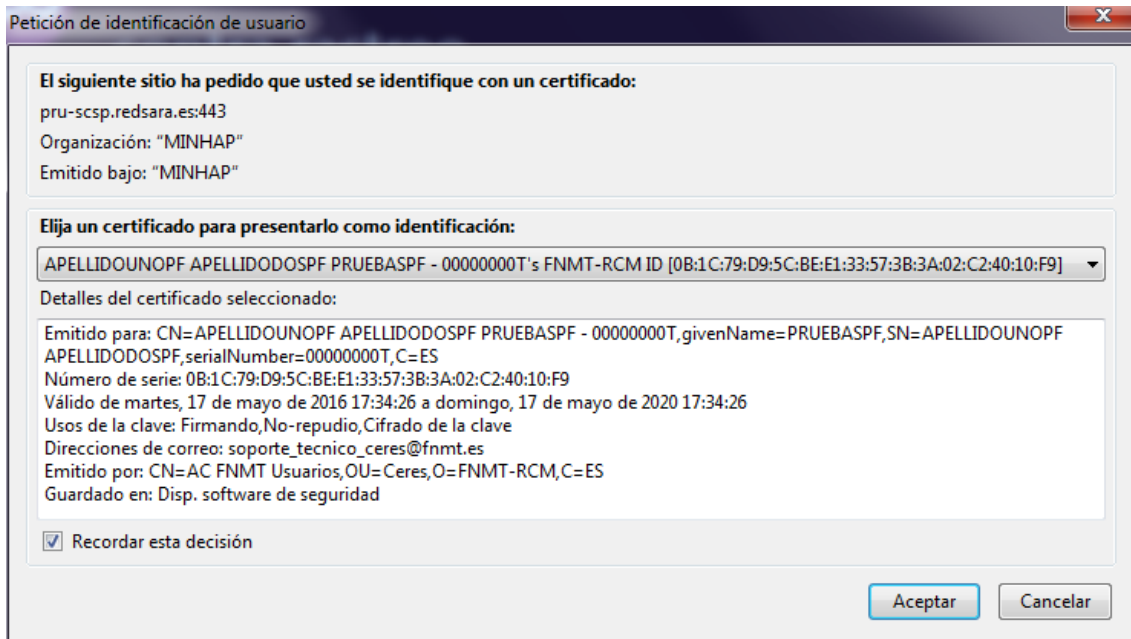 Petición de identificación de usuario
El siguiente sitio ha pedido que usted se identifique con un certificado:
pru-scsp.redsara.es:443
Organización: "MINHAP"
Emitido bajo: "MINHAP"
Elija un certificado para presentarlo como identificación:
APELLIDOUNOPF APELLIDODOSPF PRUEBASPF - 00000000T's FNMT-RCM ID [0B:1C:79:D9:5C:BE:E1:33:57:3B:3A:02:C2:40:10:F9]
Detalles del certificado seleccionado:
Emitido para: CN=APELLIDOUNOPF APELLIDODOSPF PRUEBASPF - 00000000T,givenName=PRUEBASPF,SN=APELLIDOUNOPF
APELLIDODOSPF,serialNumber=00000000T,C=ES
Número de serie: 0B:1C:79:D9:5C:BE:E1:33:57:3B:3A:02:C2:40:10:F9
Válido de martes, 17 de mayo de 2016 17:34:26 a domingo, 17 de mayo de 2020 17:34:26
Usos de la clave: Firmando,No-repudio,Cifrado de la clave
Direcciones de correo: soporte_tecnico_ceres@fnmt.es
Emitido por: CN=AC FNMT Usuarios,OU=Ceres,O=FNMT-RCM,C=ES
Guardado en: Disp. software de seguridad
Recordar esta decisión
Aceptar
Cancelar